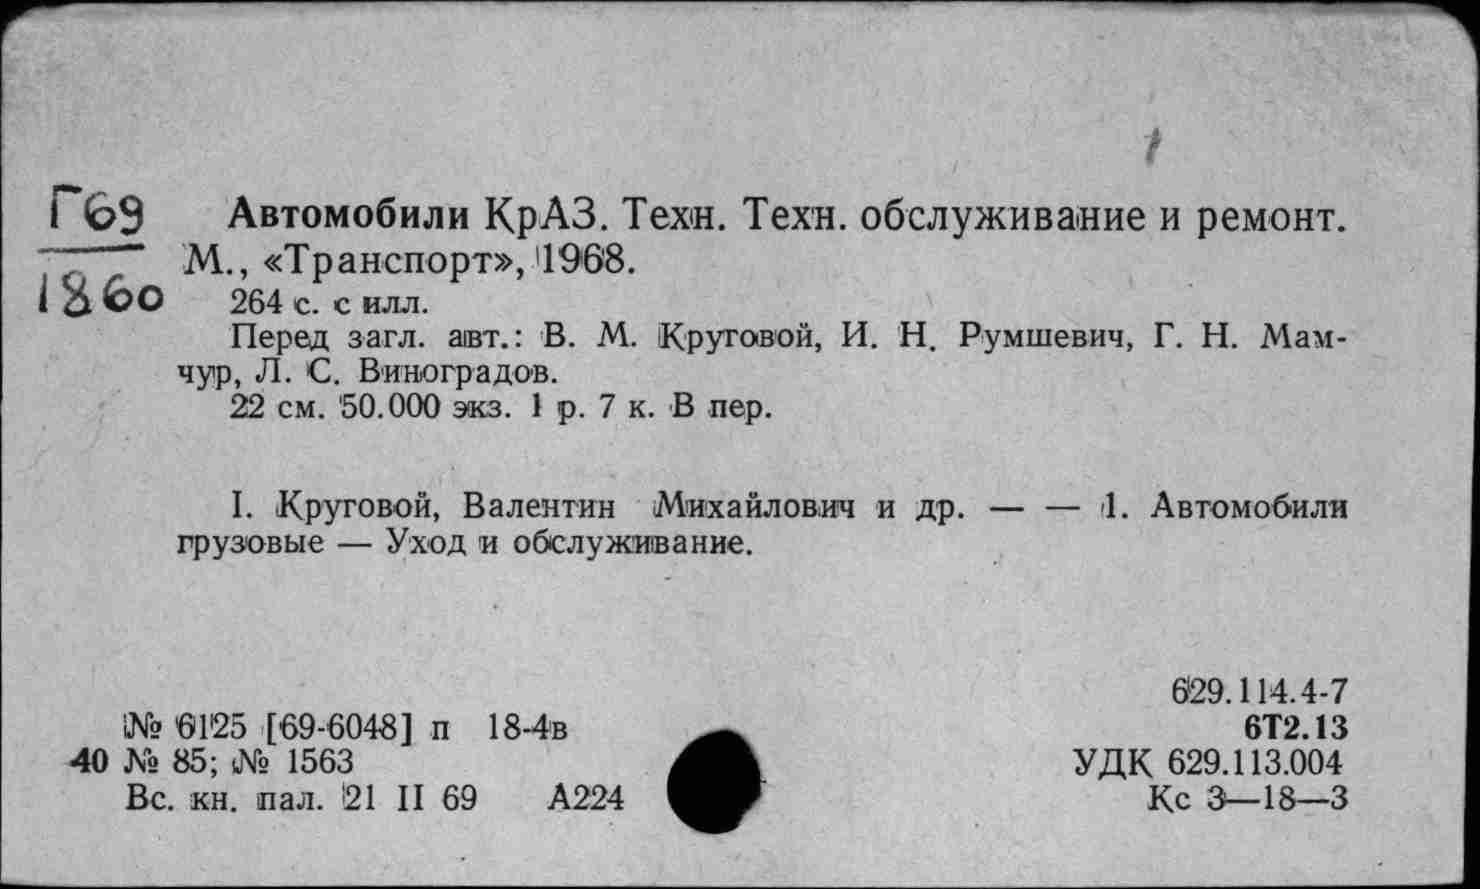 Г69
1860
Автомобили КрАЗ. Техн. Техн. обслуживание и ремонт.
М., «Транспорт», 1968.
264 с. с илл.
Перед загл. авт.: В. М. Круговой, И. Н. Румшевич, Г. Н. Мам-
чур, Л. С. Виноградов.
22 см. 50.000 экз. 1 р. 7 к. В пер.
I. Круговой, Валентин Михайлович и др. — — 1. Автомобили
грузовые — Уход и обслуживание.
629.114.4-7
№ 6125 [69-6048] п 18-4в
6Т2.13
40 № 85; № 1563
УДК 629.113.004
Вс. кн. пал. 21 II 69 А224
Кс 3—18—3